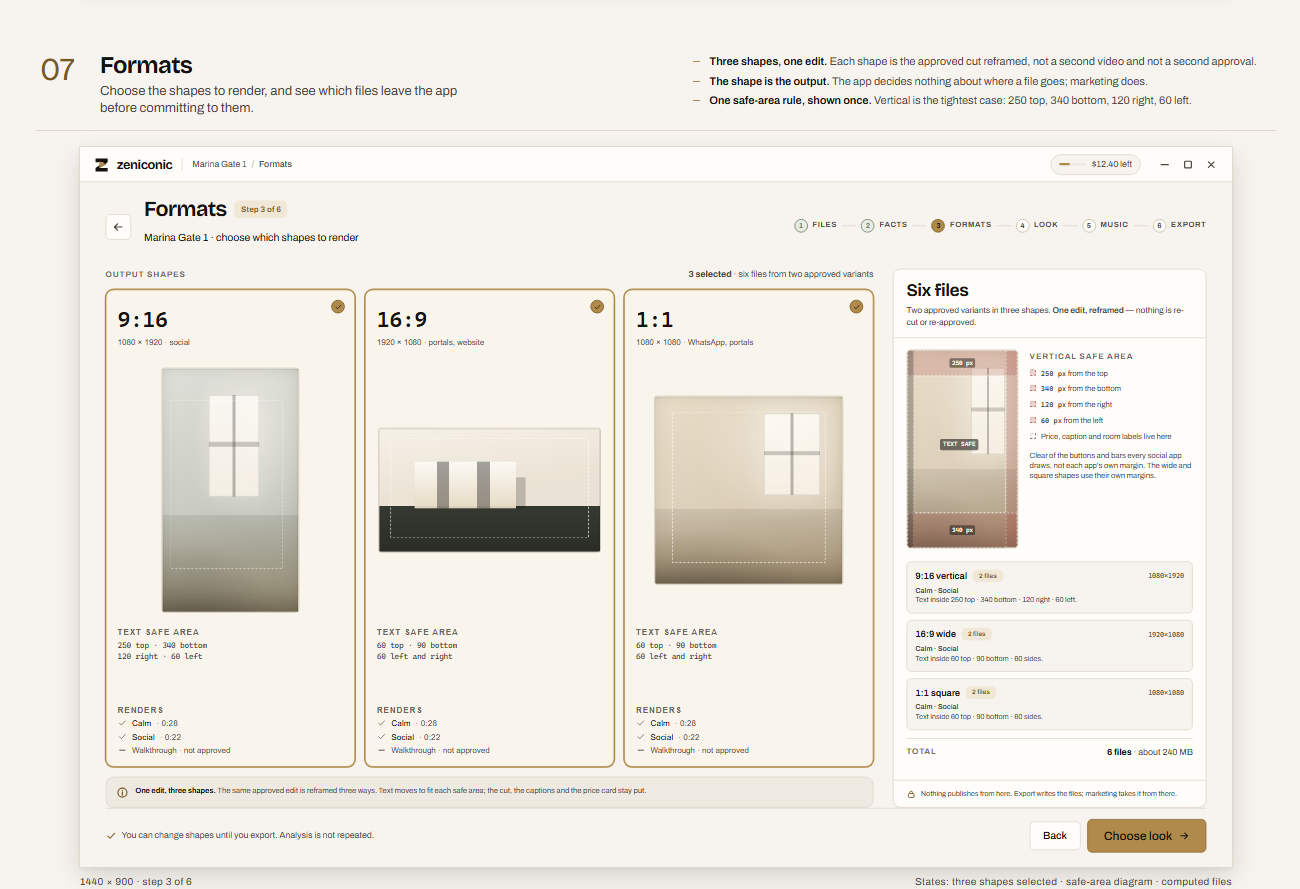 07
Formats
Choose the shapes to render, and see which files leave the app
before committing to them.
— Three shapes, one edit. Each shape is the approved cut reframed, not a second video and not a second approval.
— The shape is the output. The app decides nothing about where a file goes; marketing does.
— One safe-area rule, shown once. Vertical is the tightest case: 250 top, 340 bottom, 120 right, 60 left.
zeniconic
Marina Gate 1 / Formats
$12.40 left
Formats
Step 3 of 6
Marina Gate 1 · choose which shapes to render
1 FILES
2 FACTS
3 FORMATS
4 LOOK
5 MUSIC
6 EXPORT
OUTPUT SHAPES
3 selected · six files from two approved variants
9:16
1080 × 1920 · social
TEXT SAFE AREA
250 top · 340 bottom
120 right · 60 left
RENDERS
Calm · 0:28
Social · 0:22
Walkthrough · not approved
16:9
1920 × 1080 · portals, website
TEXT SAFE AREA
60 top · 90 bottom
60 left and right
RENDERS
Calm · 0:28
Social · 0:22
Walkthrough · not approved
1:1
1080 × 1080 · WhatsApp, portals
TEXT SAFE AREA
60 top · 90 bottom
60 left and right
RENDERS
Calm · 0:28
Social · 0:22
Walkthrough · not approved
One edit, three shapes. The same approved edit is reframed three ways. Text moves to fit each safe area; the cut, the captions and the price card stay put.
Six files
Two approved variants in three shapes. One edit, reframed — nothing is re-
cut or re-approved.
250 px
TEXT SAFE
340 px
VERTICAL SAFE AREA
250 px from the top
340 px from the bottom
120 px from the right
60 px from the left
Price, caption and room labels live here
Clear of the buttons and bars every social app
draws, not each app's own margin. The wide and
square shapes use their own margins.
9:16 vertical 2 files 1080×1920
Calm · Social
Text inside 250 top · 340 bottom · 120 right · 60 left.
16:9 wide 2 files 1920×1080
Calm · Social
Text inside 60 top · 90 bottom · 60 sides.
1:1 square 2 files 1080×1080
Calm · Social
Text inside 60 top · 90 bottom · 60 sides.
TOTAL 6 files · about 240 MB
Nothing publishes from here. Export writes the files; marketing takes it from there.
You can change shapes until you export. Analysis is not repeated.
Back
Choose look →
1440 × 900 · step 3 of 6
States: three shapes selected · safe-area diagram · computed files